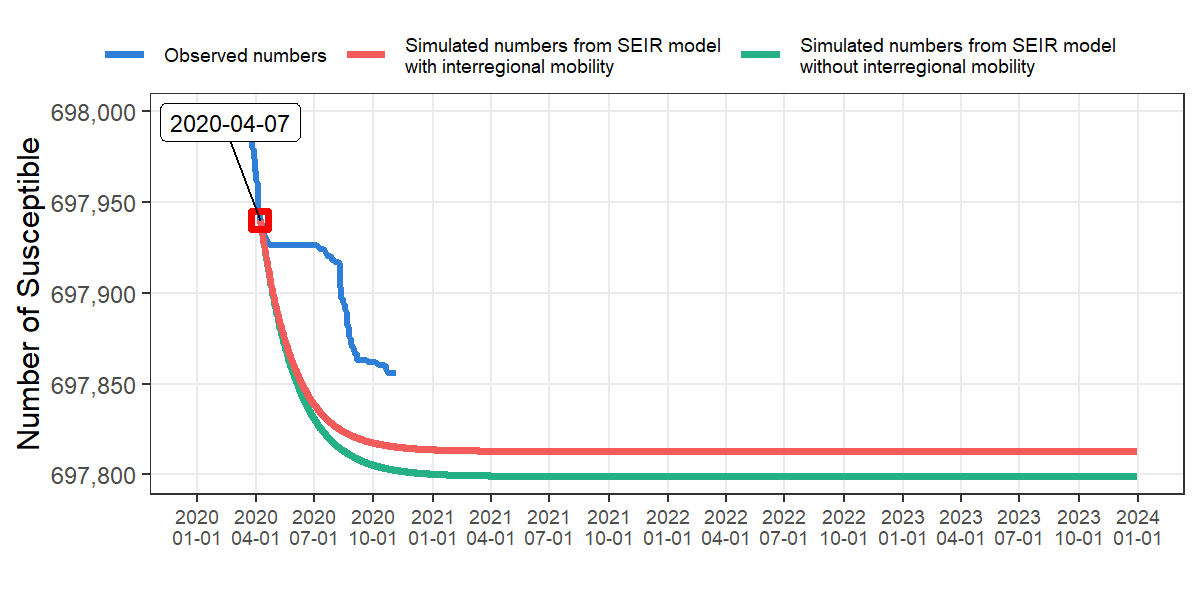 Observed numbers
Simulated numbers from SEIR model
with interregional mobility
Simulated numbers from SEIR model
without interregional mobility
Number of Susceptible
698,000
697,950
697,900
697,850
697,800
2020-04-07
2020 2020 2020 2020 2021 2021 2021 2021 2022 2022 2022 2022 2023 2023 2023 2023 2024
01-01 04-01 07-01 10-01 01-01 04-01 07-01 10-01 01-01 04-01 07-01 10-01 01-01 04-01 07-01 10-01 01-01